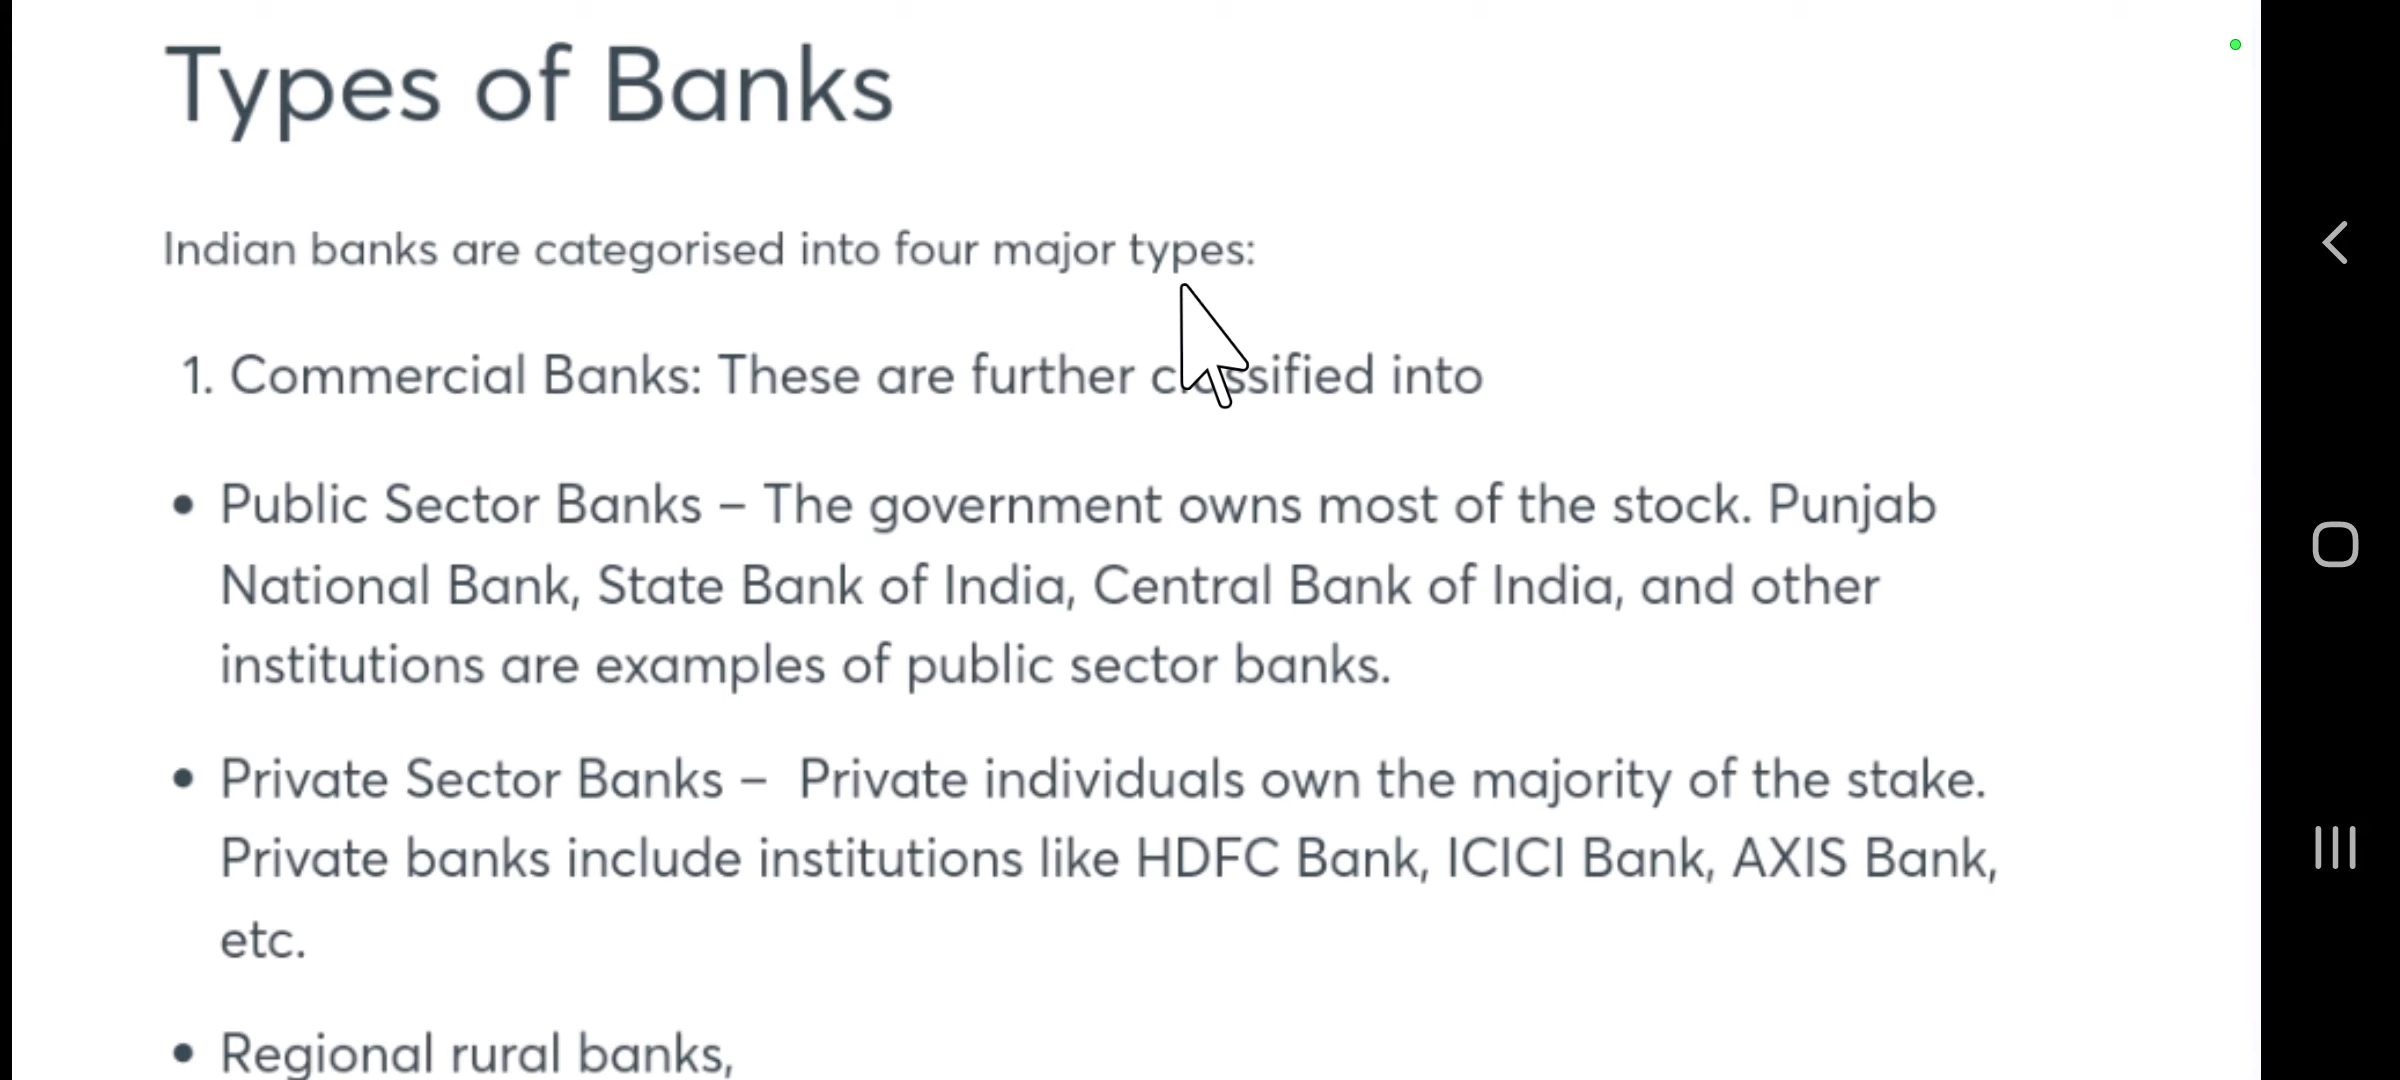 Types of Banks
Indian banks are categorised into four major types:
1. Commercial Banks: These are further classified into
• Public Sector Banks – The government owns most of the stock. Punjab
National Bank, State Bank of India, Central Bank of India, and other
institutions are examples of public sector banks.
• Private Sector Banks – Private individuals own the majority of the stake.
Private banks include institutions like HDFC Bank, ICICI Bank, AXIS Bank,
etc.
• Regional rural banks,